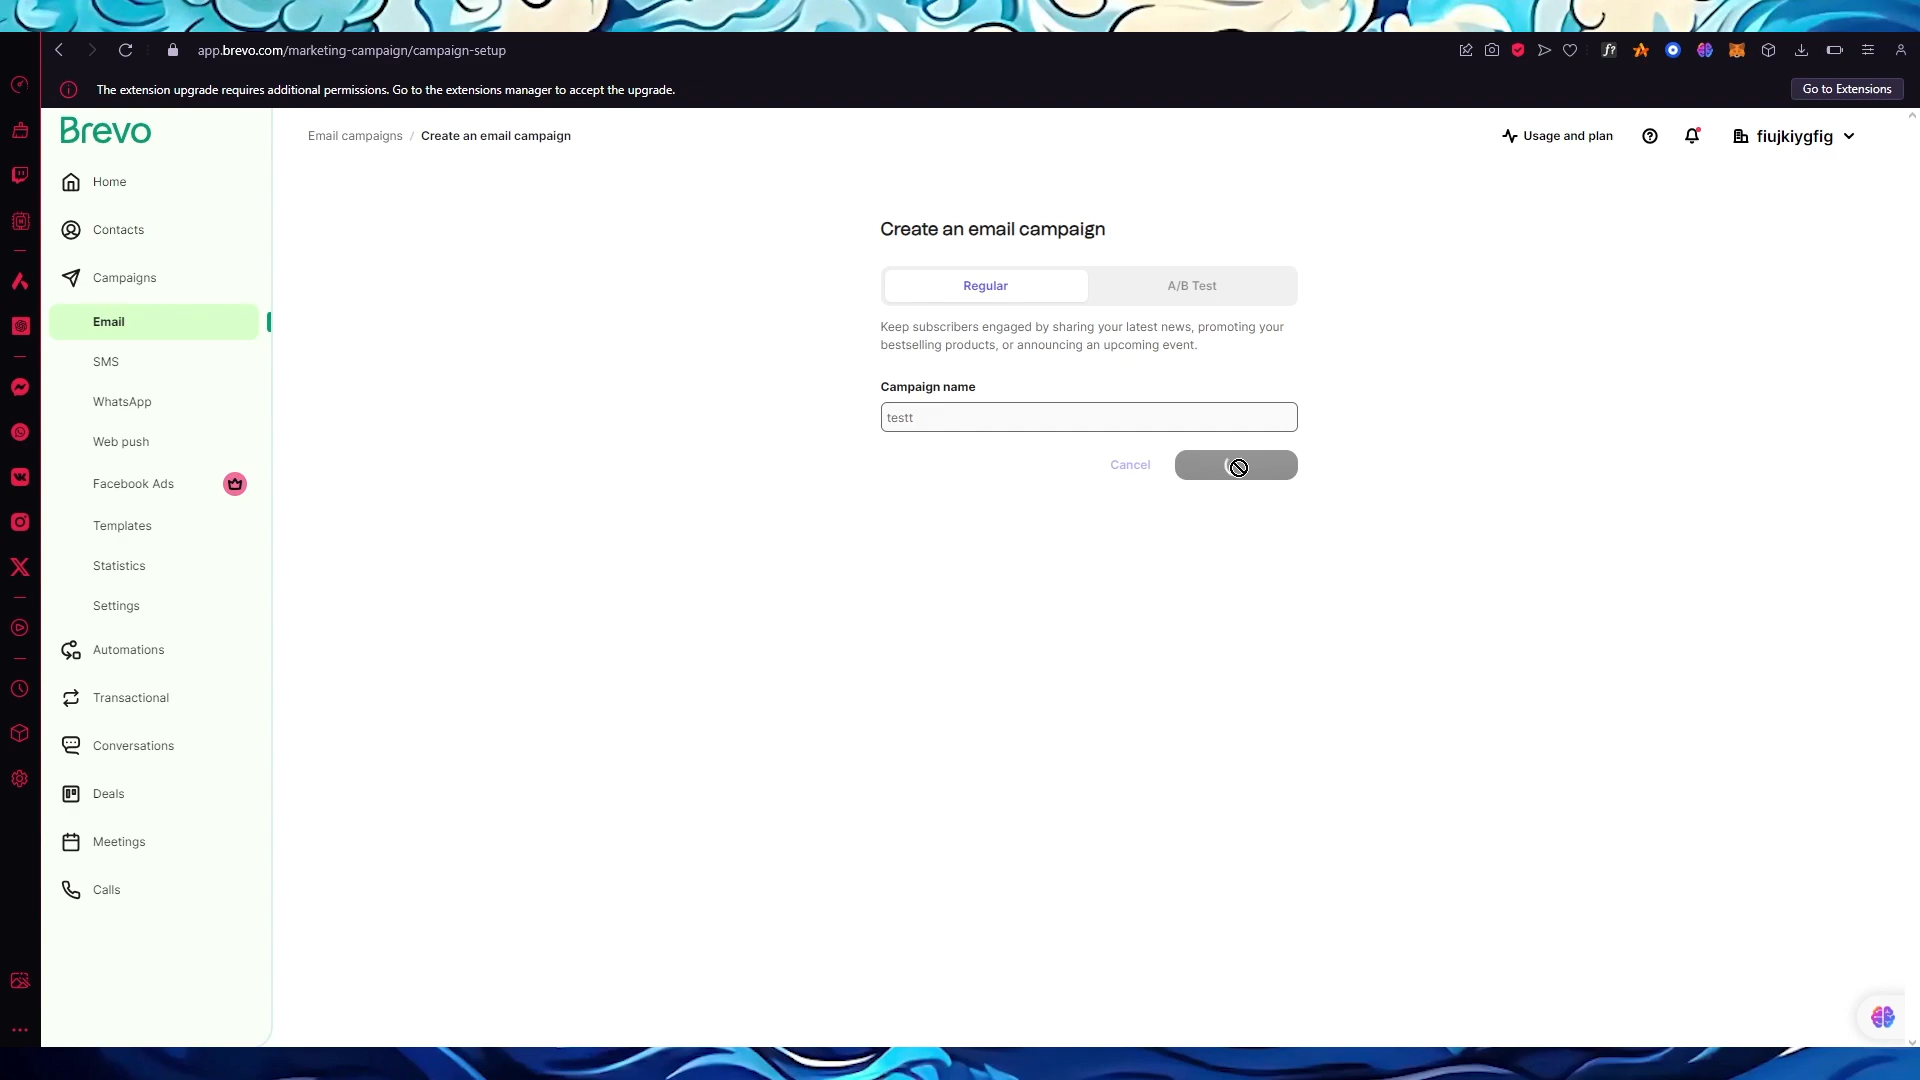 app.brevo.com/marketing-campaign/campaign-setup
The extension upgrade requires additional permissions. Go to the extensions manager to accept the upgrade.
Go to Extensions
Brevo
Email campaigns / Create an email campaign
Usage and plan
fiujkiygfig
Home
Contacts
Campaigns
Email
SMS
WhatsApp
Web push
Facebook Ads
Templates
Statistics
Settings
Automations
Transactional
Conversations
Deals
Meetings
Calls
Create an email campaign
Regular
A/B Test
Keep subscribers engaged by sharing your latest news, promoting your
bestselling products, or announcing an upcoming event.
Campaign name
testt
Cancel